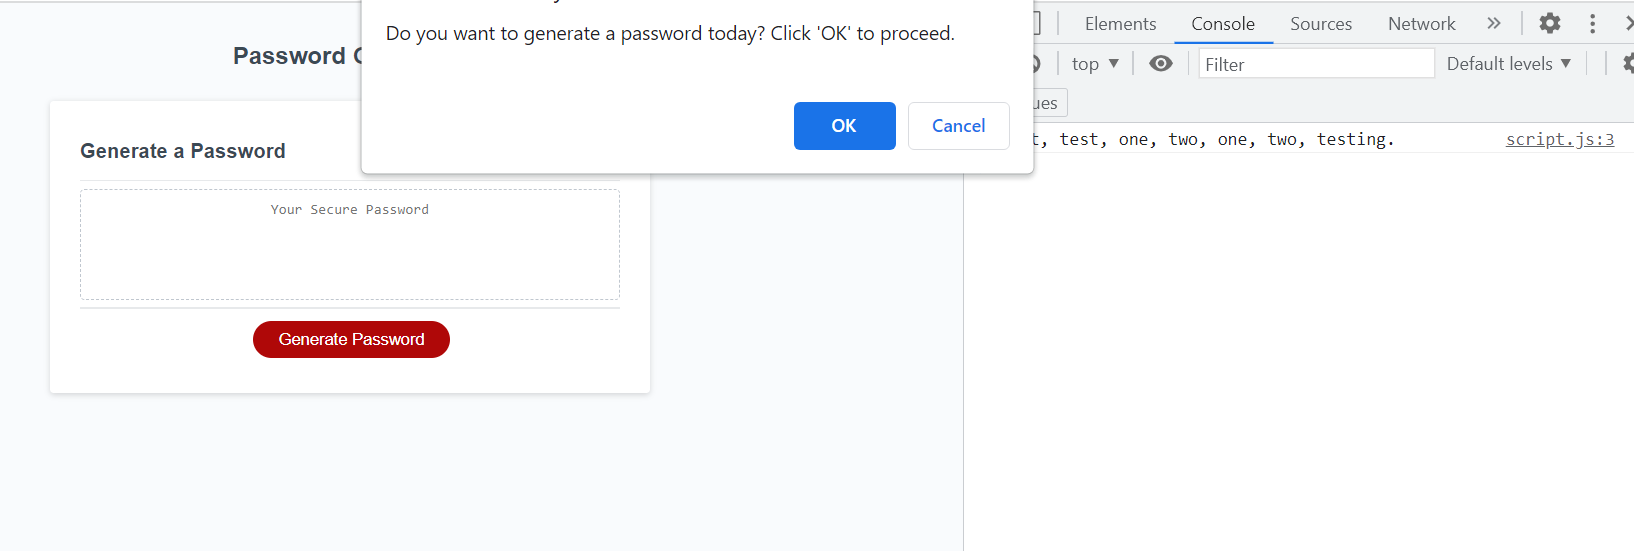 Do you want to generate a password today? Click 'OK' to proceed.
OK
Cancel
Password
Generate a Password
Your Secure Password
Generate Password
Elements
Console
Sources
Network
top
Filter
Default levels
test, one, two, one, two, testing.
script.js:3